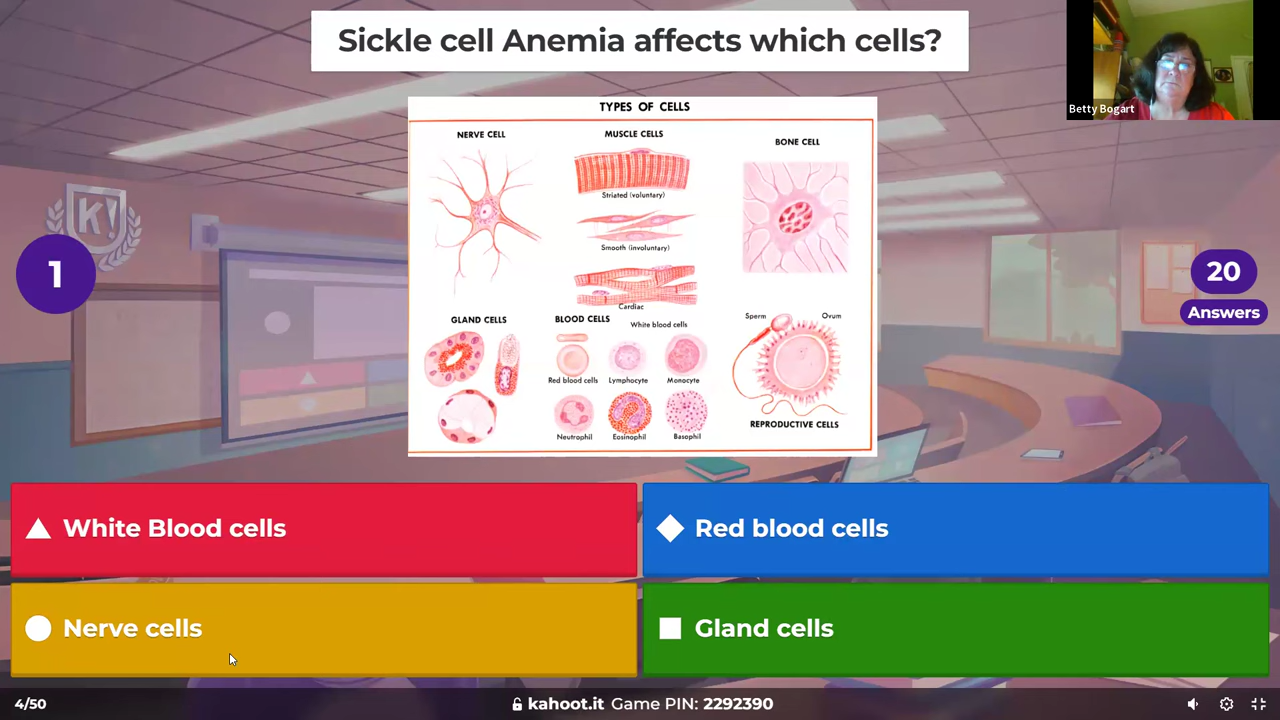 Sickle cell Anemia affects which cells?
Betty Bogart
TYPES OF CELLS
NERVE CELL
MUSCLE CELLS
BONE CELL
Striated (voluntary)
Smooth (involuntary)
Cardiac
GLAND CELLS
BLOOD CELLS
White blood cells
Red blood cells
Lymphocyte
Monocyte
Neutrophil
Eosinophil
Basophil
Sperm
Ovum
REPRODUCTIVE CELLS
K!
1
20
Answers
White Blood cells
Red blood cells
Nerve cells
Gland cells
4/50
kahoot.it Game PIN: 2292390